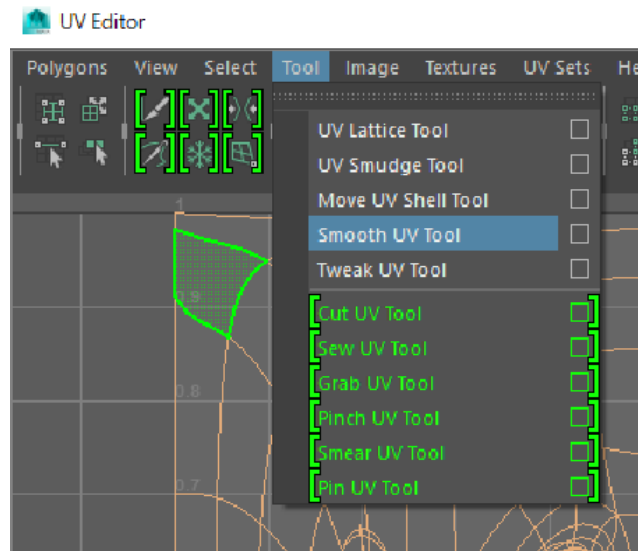 UV Editor
Polygons View Select Tool Image Textures UV Sets He
UV Lattice Tool
UV Smudge Tool
Move UV Shell Tool
Smooth UV Tool
Tweak UV Tool
Cut UV Tool
Sew UV Tool
Grab UV Tool
Pinch UV Tool
Smear UV Tool
Pin UV Tool
1
0.9
0.8
0.7